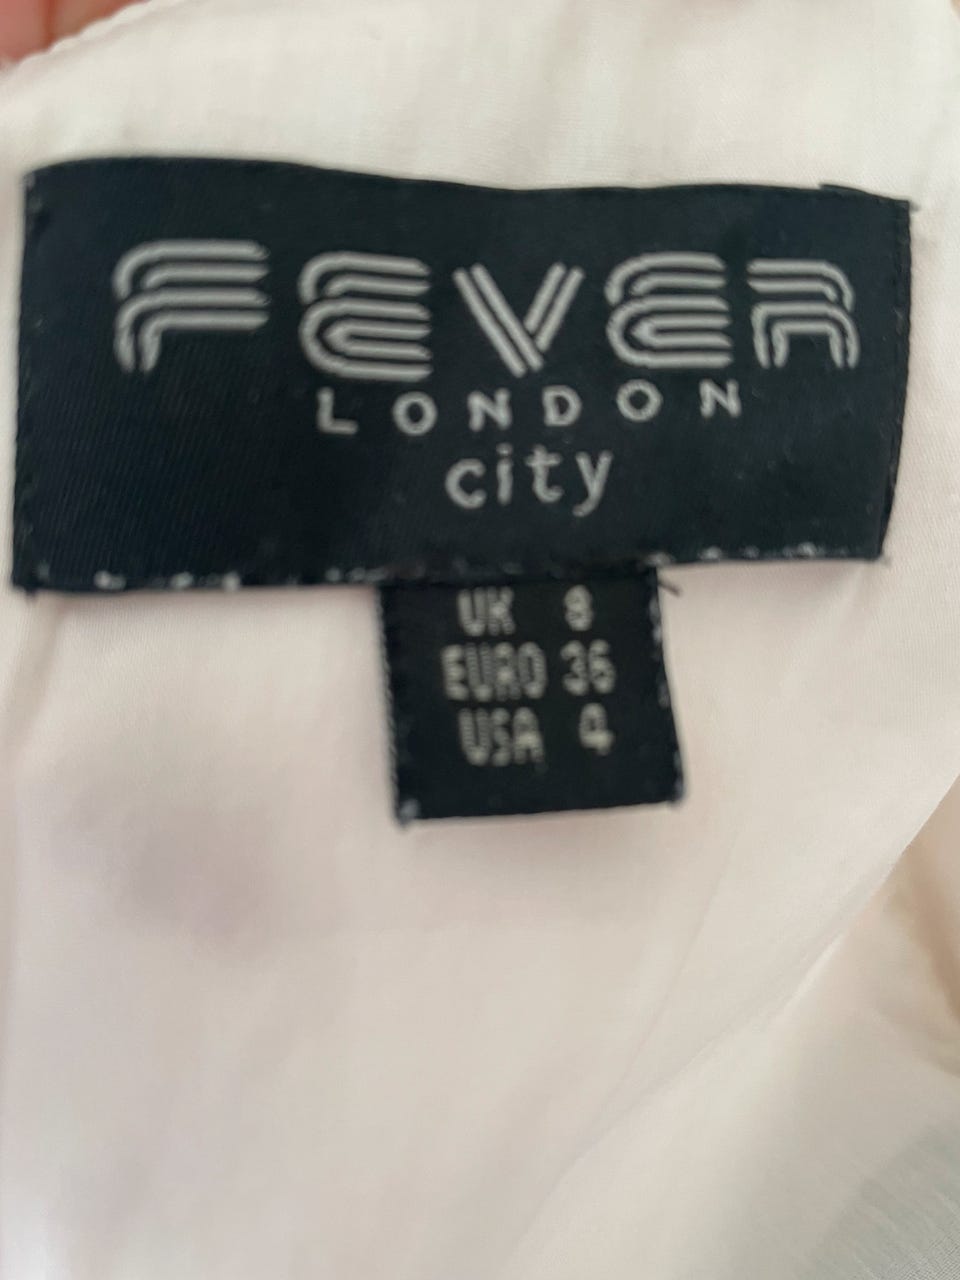 FEVER
LONDON
city
UK 8
EURO 36
USA 4